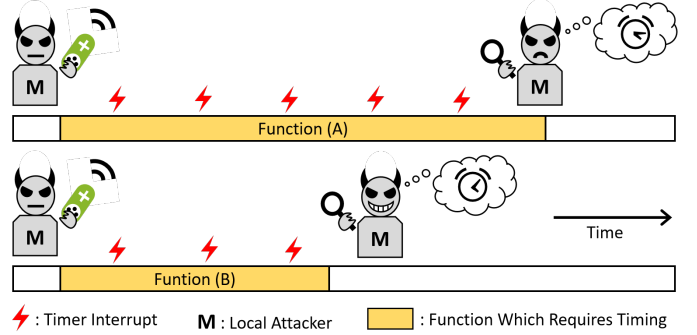 M
M
Function (A)
M
M
Time
Funtion (B)
: Timer Interrupt
M : Local Attacker
: Function Which Requires Timing